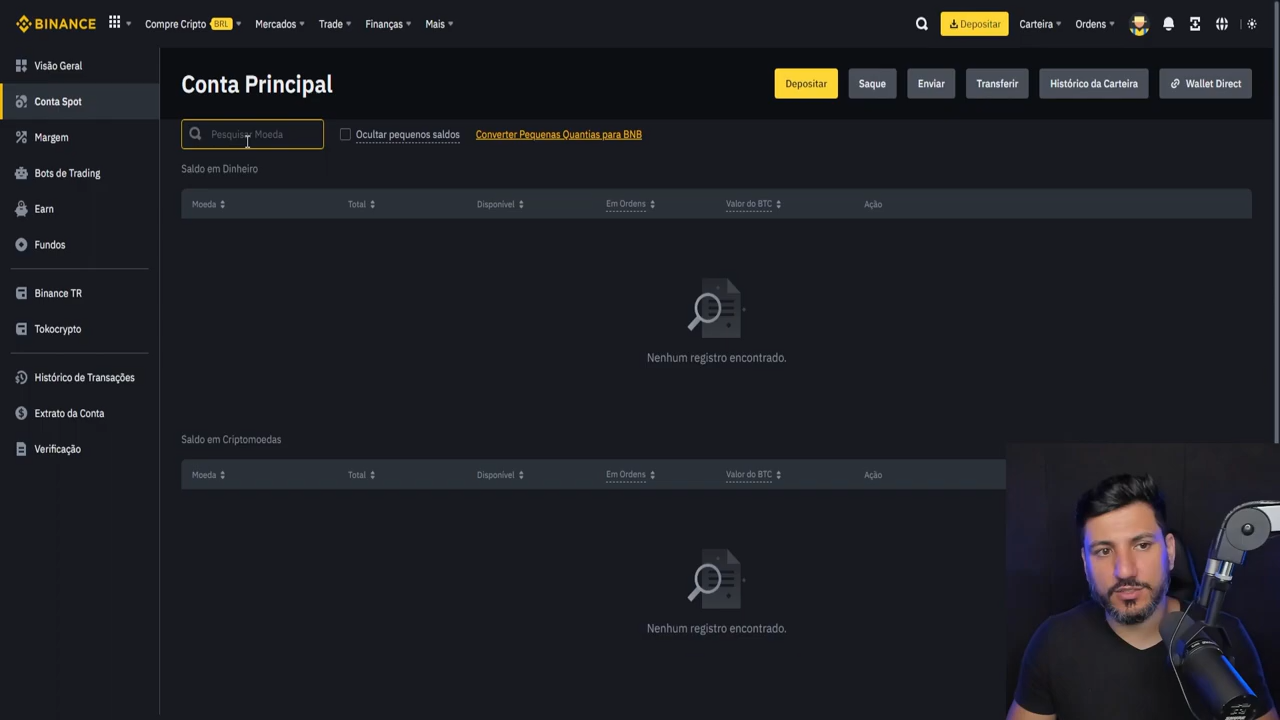 BINANCE Compre Cripto BRL Mercados Trade Finanças Mais Depositar Carteira Ordens
Visão Geral
Conta Spot
Margem
Bots de Trading
Earn
Fundos
Binance TR
Tokocrypto
Histórico de Transações
Extrato da Conta
Verificação
Conta Principal Depositar Saque Enviar Transferir Histórico da Carteira Wallet Direct
Pesquisar Moeda Ocultar pequenos saldos Converter Pequenas Quantias para BNB
Saldo em Dinheiro
Moeda Total Disponível Em Ordens Valor do BTC Ação
Nenhum registro encontrado.
Saldo em Criptomoedas
Moeda Total Disponível Em Ordens Valor do BTC Ação
Nenhum registro encontrado.